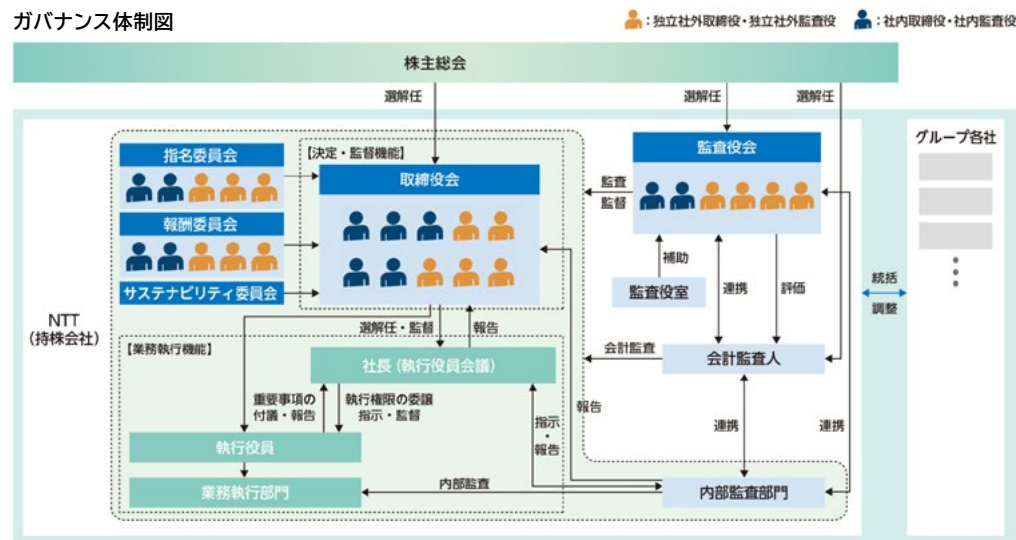 ガバナンス体制図
:独立社外取締役・独立社外監査役
:社内取締役・社内監査役
株主総会
選解任
選解任
選解任
グループ各社
指名委員会
【決定・監督機能】
取締役会
監査役会
監査
監督
報酬委員会
サステナビリティ委員会
補助
監査役室
連携
評価
統括
調整
NTT
(持株会社)
選解任・監督
報告
【業務執行機能】
社長(執行役員会議)
会計監査
会計監査人
重要事項の
付議・報告
執行権限の委譲
指示・監督
指示
・
報告
報告
連携
連携
執行役員
業務執行部門
内部監査
内部監査部門